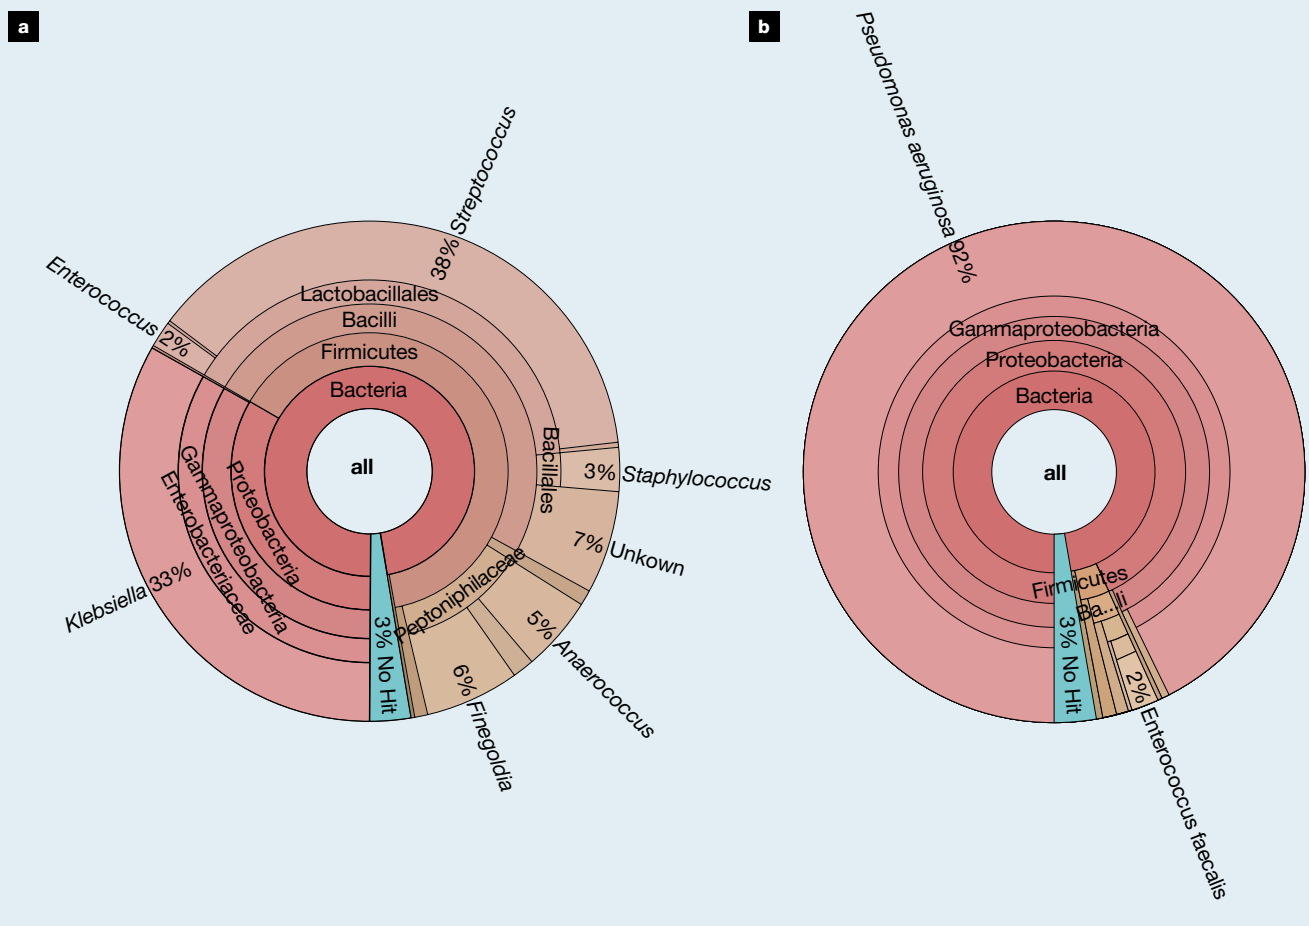 a
38% Streptococcus
Enterococcus
2%
Lactobacillales
Bacilli
Firmicutes
Bacteria
all
Bacillales
3% Staphylococcus
7% Unkown
Peptoniphilaceae
5% Anaerococcus
6% Finegoldia
3% No Hit
Proteobacteria
Gammaproteobacteria
Enterobacteriaceae
Klebsiella 33%
b
Pseudomonas aeruginosa 92%
Gammaproteobacteria
Proteobacteria
Bacteria
all
Firmicutes
Ba...li
3% No Hit
2% Enterococcus faecalis